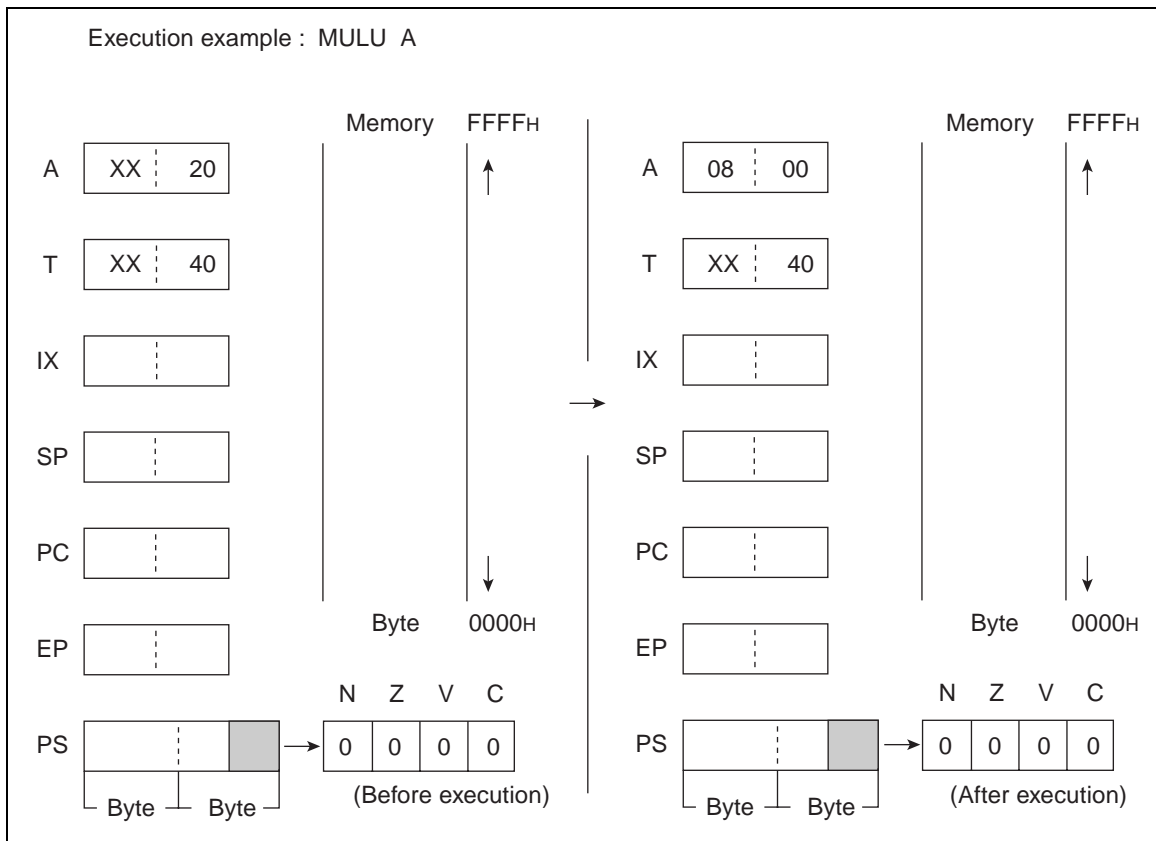 Execution example : MULU A
Memory FFFFH
A XX 20
T XX 40
IX
SP
PC
Byte 0000H
EP
N Z V C
PS 0 0 0 0
Byte Byte
(Before execution)
Memory FFFFH
A 08 00
T XX 40
IX
SP
PC
Byte 0000H
EP
N Z V C
PS 0 0 0 0
Byte Byte
(After execution)